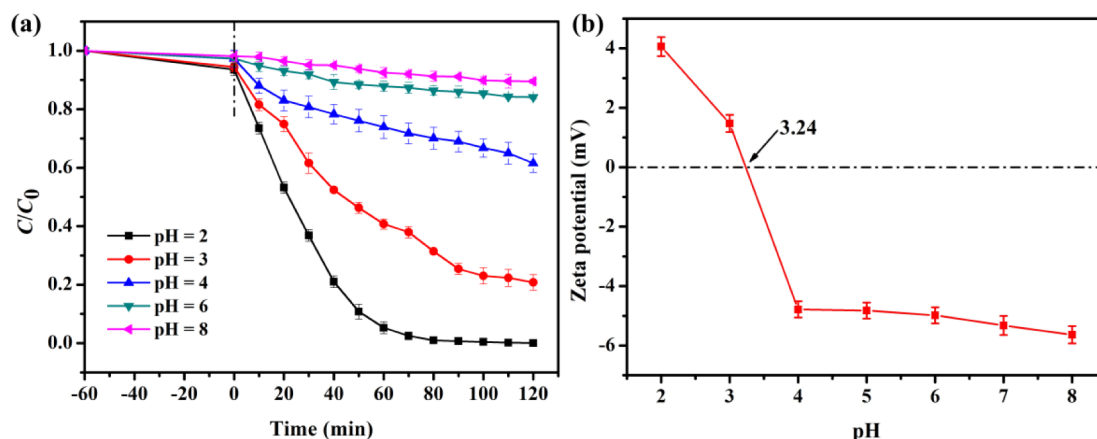 (a)
1.0
0.8
0.6
0.4
0.2
0.0
C/C0
pH = 2
pH = 3
pH = 4
pH = 6
pH = 8
-60 -40 -20 0 20 40 60 80 100 120
Time (min)
(b)
4
2
0
-2
-4
-6
Zeta potential (mV)
3.24
2 3 4 5 6 7 8
pH